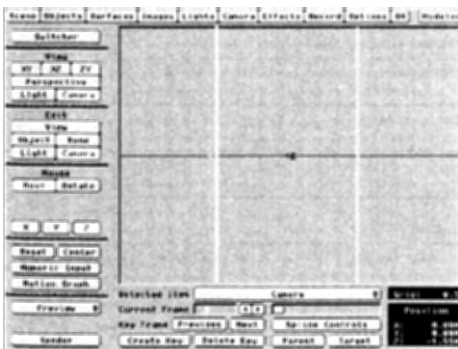 Scene Objects Surfaces Images Lights Camera Effects Record Options Modeler
Switcher
View
XY XZ ZY
Perspective
Light Camera
Edit
View
Object Bone
Light Camera
Mouse
Move Rotate
X Y Z
Reset Center
Numeric Input
Motion Graph
Preview
Render
Selected Item Camera
Current Frame
Key Frame Previous Next Spline Controls
Create Key Delete Key Parent Target
Grid:
Position